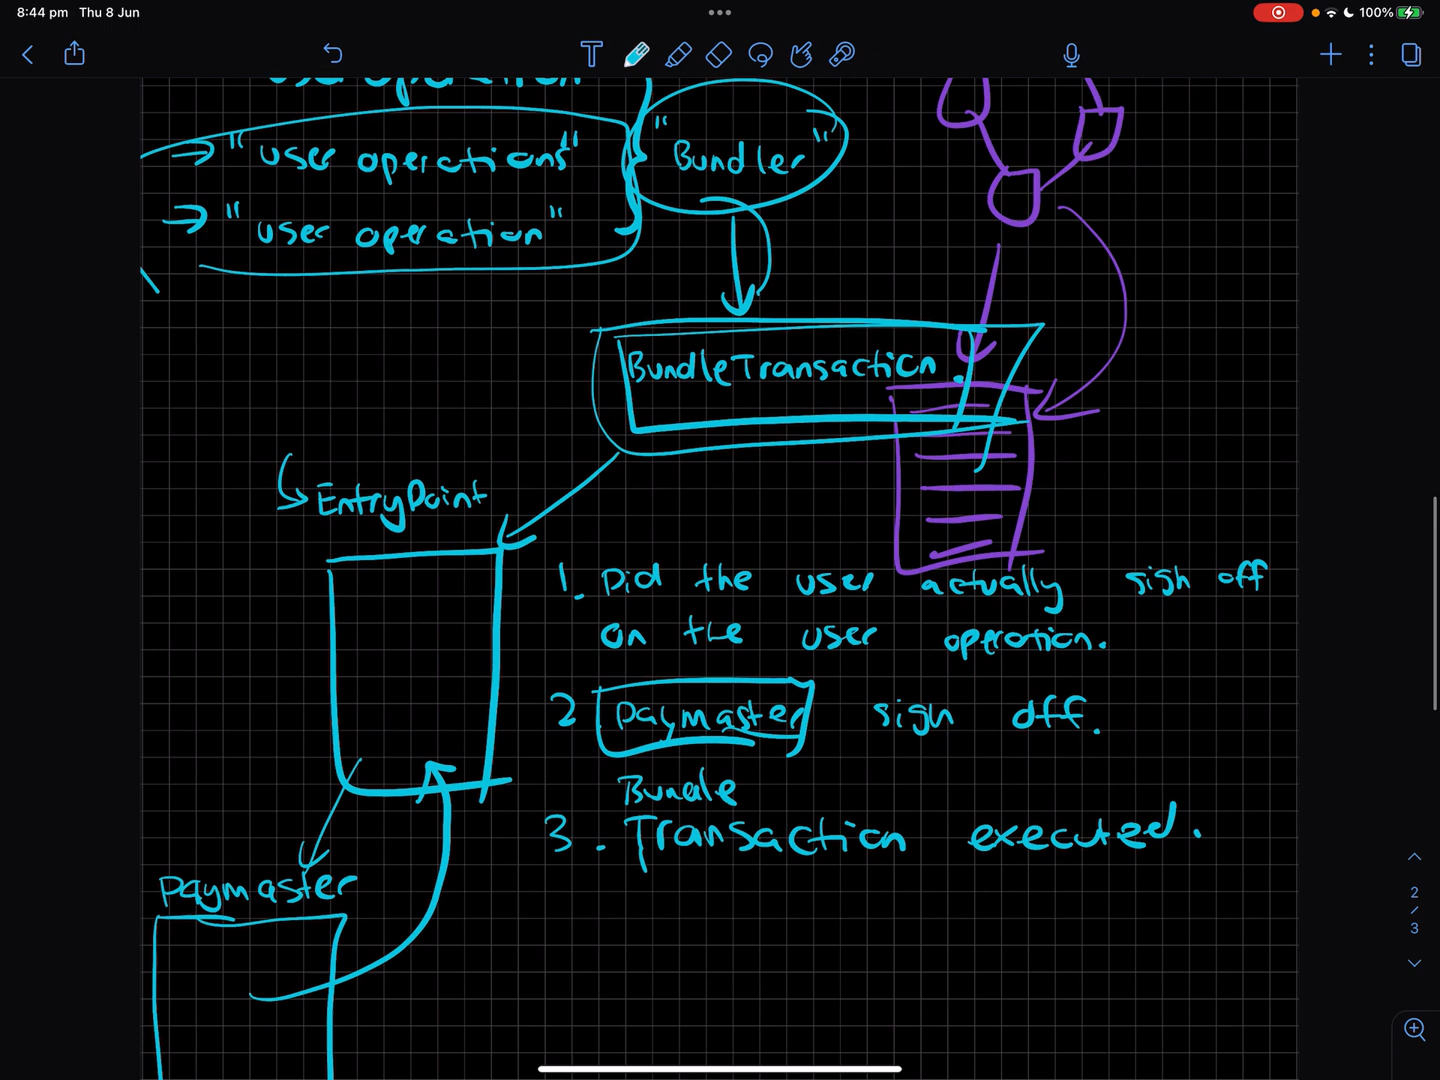 8:44 pm Thu 8 Jun
100%
→ "user operations"
"Bundler"
→ "user operation"
BundleTransaction.
EntryPoint
1. Did the user actually sign off
on the user operation.
2 Paymaster sign off.
Bundle
3. Transaction executed.
Paymaster
2
/
3